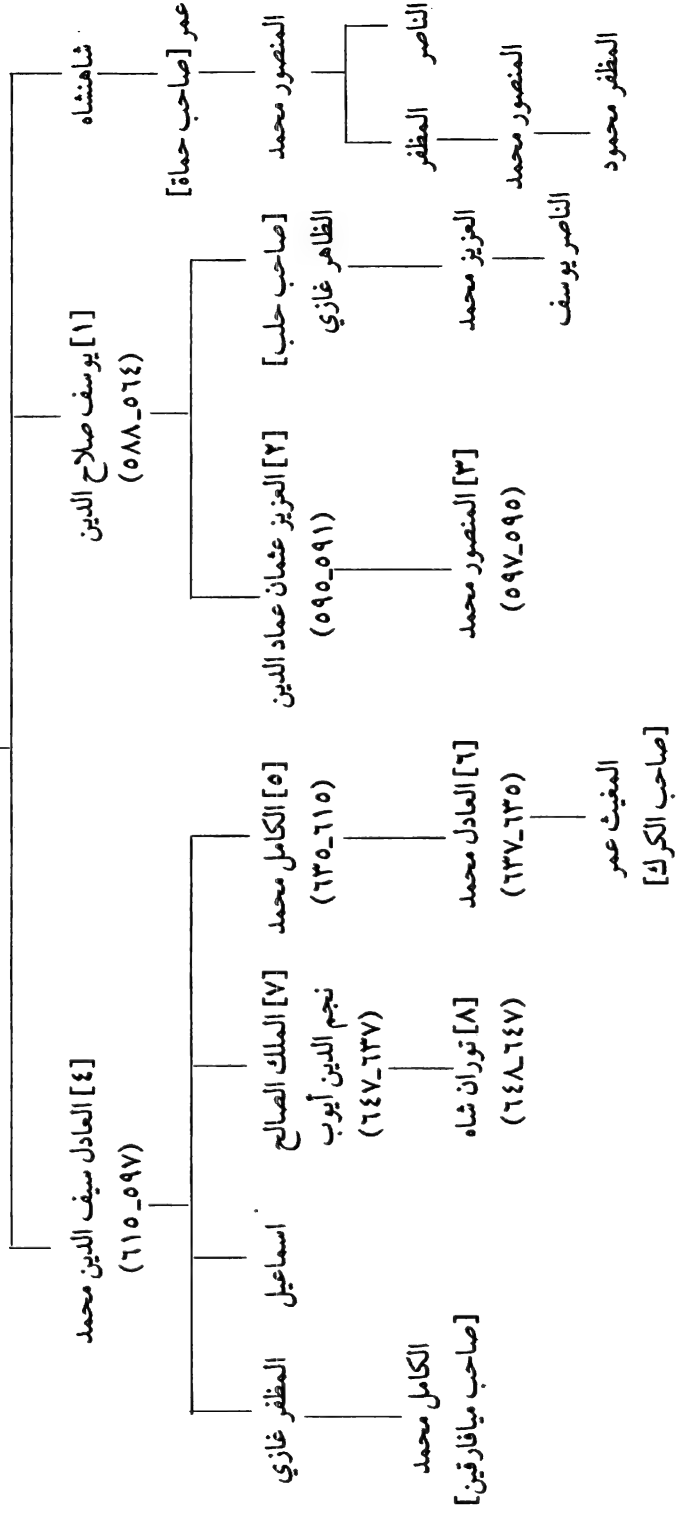 شاهنشاه
عمر [صاحب حماة]
المنصور محمد
الناصر
المظفر
المنصور محمد
المظفر محمود
[١] يوسف صلاح الدين
(٥٦٤_٥٨٨)
[صاحب حلب]
الظاهر غازي
العزيز محمد
الناصر يوسف
[٢] العزيز عثمان عماد الدين
(٥٩١_٥٩٥)
[٣] المنصور محمد
(٥٩٥_٥٩٧)
[٤] العادل سيف الدين محمد
(٥٩٧_٦١٥)
[٥] الكامل محمد
(٦١٥_٦٣٥)
[٦] العادل محمد
(٦٣٥_٦٣٧)
المغيث عمر
[صاحب الكرك]
[٧] الملك الصالح
نجم الدين أيوب
(٦٣٧_٦٤٧)
[٨] توران شاه
(٦٤٧_٦٤٨)
اسماعيل
المظفر غازي
الكامل محمد
[صاحب ميافارقين]